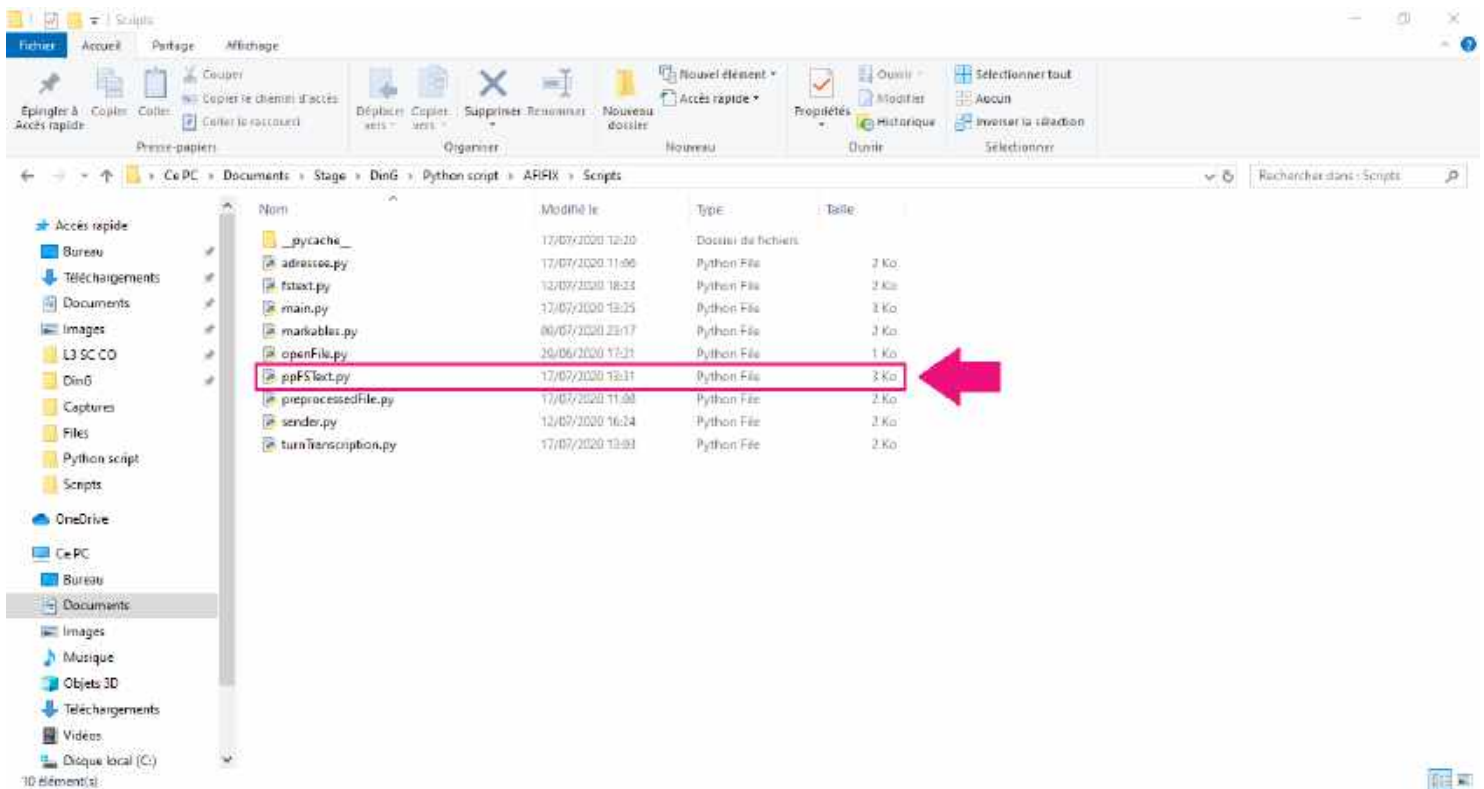 Scripts
Fichier Accueil Partage Affichage
Épingler à Accès rapide
Copier
Coller
Couper
Copier le chemin d'accès
Coller le raccourci
Presse-papiers
Déplacer vers
Copier vers
Supprimer
Renommer
Organiser
Nouveau dossier
Nouvel élément
Accès rapide
Nouveau
Propriétés
Ouvrir
Modifier
Historique
Ouvrir
Sélectionner tout
Aucun
Inverser la sélection
Sélectionner
Ce PC Documents Stage DinG Python script AFIFIX Scripts
Rechercher dans : Scripts
Accès rapide
Bureau
Téléchargements
Documents
Images
L3 SC CO
DinG
Captures
Files
Python script
Scripts
OneDrive
Ce PC
Bureau
Documents
Images
Musique
Objets 3D
Téléchargements
Vidéos
Disque local (C:)
Nom Modifié le Type Taille
__pycache__ 17/07/2020 12:20 Dossier de fichiers
adresses.py 17/07/2020 Python File 2 Ko
fstext.py 12/07/2020 18:23 Python File 2 Ko
main.py 17/07/2020 13:25 Python File 3 Ko
markables.py 23:17 Python File 2 Ko
openFile.py 17:21 Python File 1 Ko
ppFSText.py 17/07/2020 13:31 Python File 3 Ko
preprocessedFile.py 17/07/2020 Python File 2 Ko
sender.py 12/07/2020 16:24 Python File 2 Ko
turnTranscription.py 17/07/2020 Python File 2 Ko
10 élément(s)